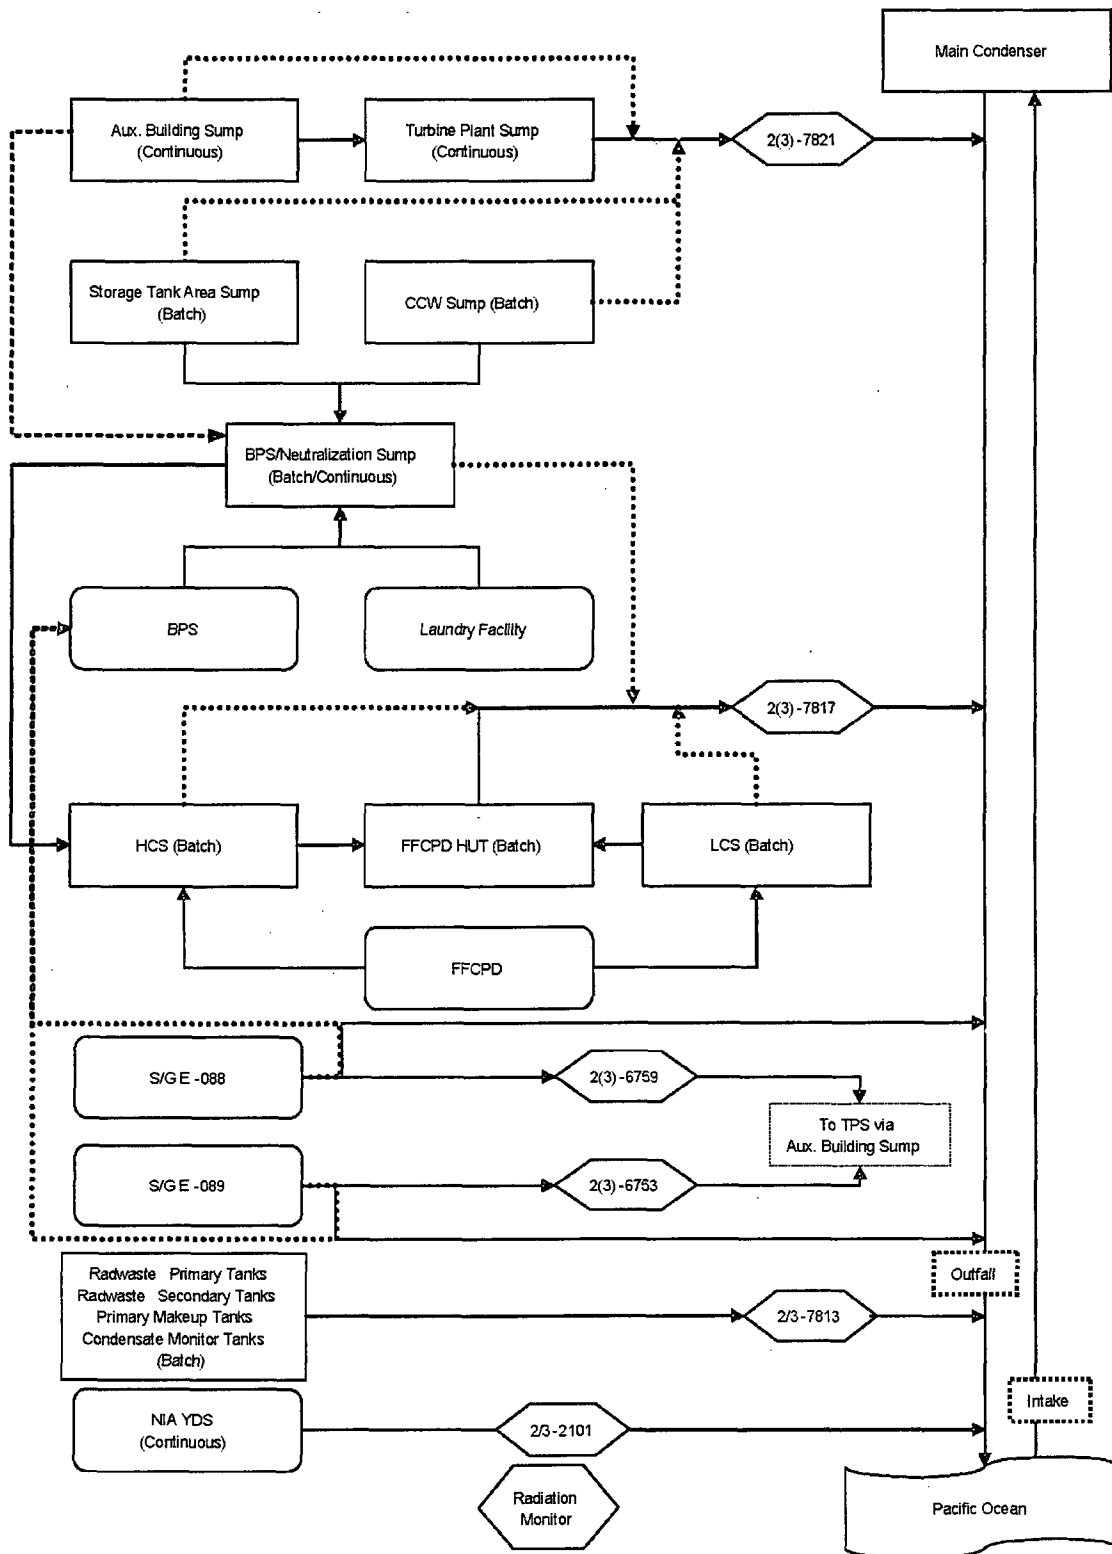 Main Condenser
Aux. Building Sump
(Continuous)
Turbine Plant Sump
(Continuous)
2(3)-7821
Storage Tank Area Sump
(Batch)
CCW Sump (Batch)
BPS/Neutralization Sump
(Batch/Continuous)
BPS
Laundry Facility
2(3)-7817
HCS (Batch)
FFCPD HUT (Batch)
LCS (Batch)
FFCPD
S/G E -088
2(3)-6759
To TPS via
Aux. Building Sump
S/G E -089
2(3)-6753
Radwaste Primary Tanks
Radwaste Secondary Tanks
Primary Makeup Tanks
Condensate Monitor Tanks
(Batch)
Outfall
2/3-7813
Intake
NIA YDS
(Continuous)
2/3-2101
Radiation
Monitor
Pacific Ocean